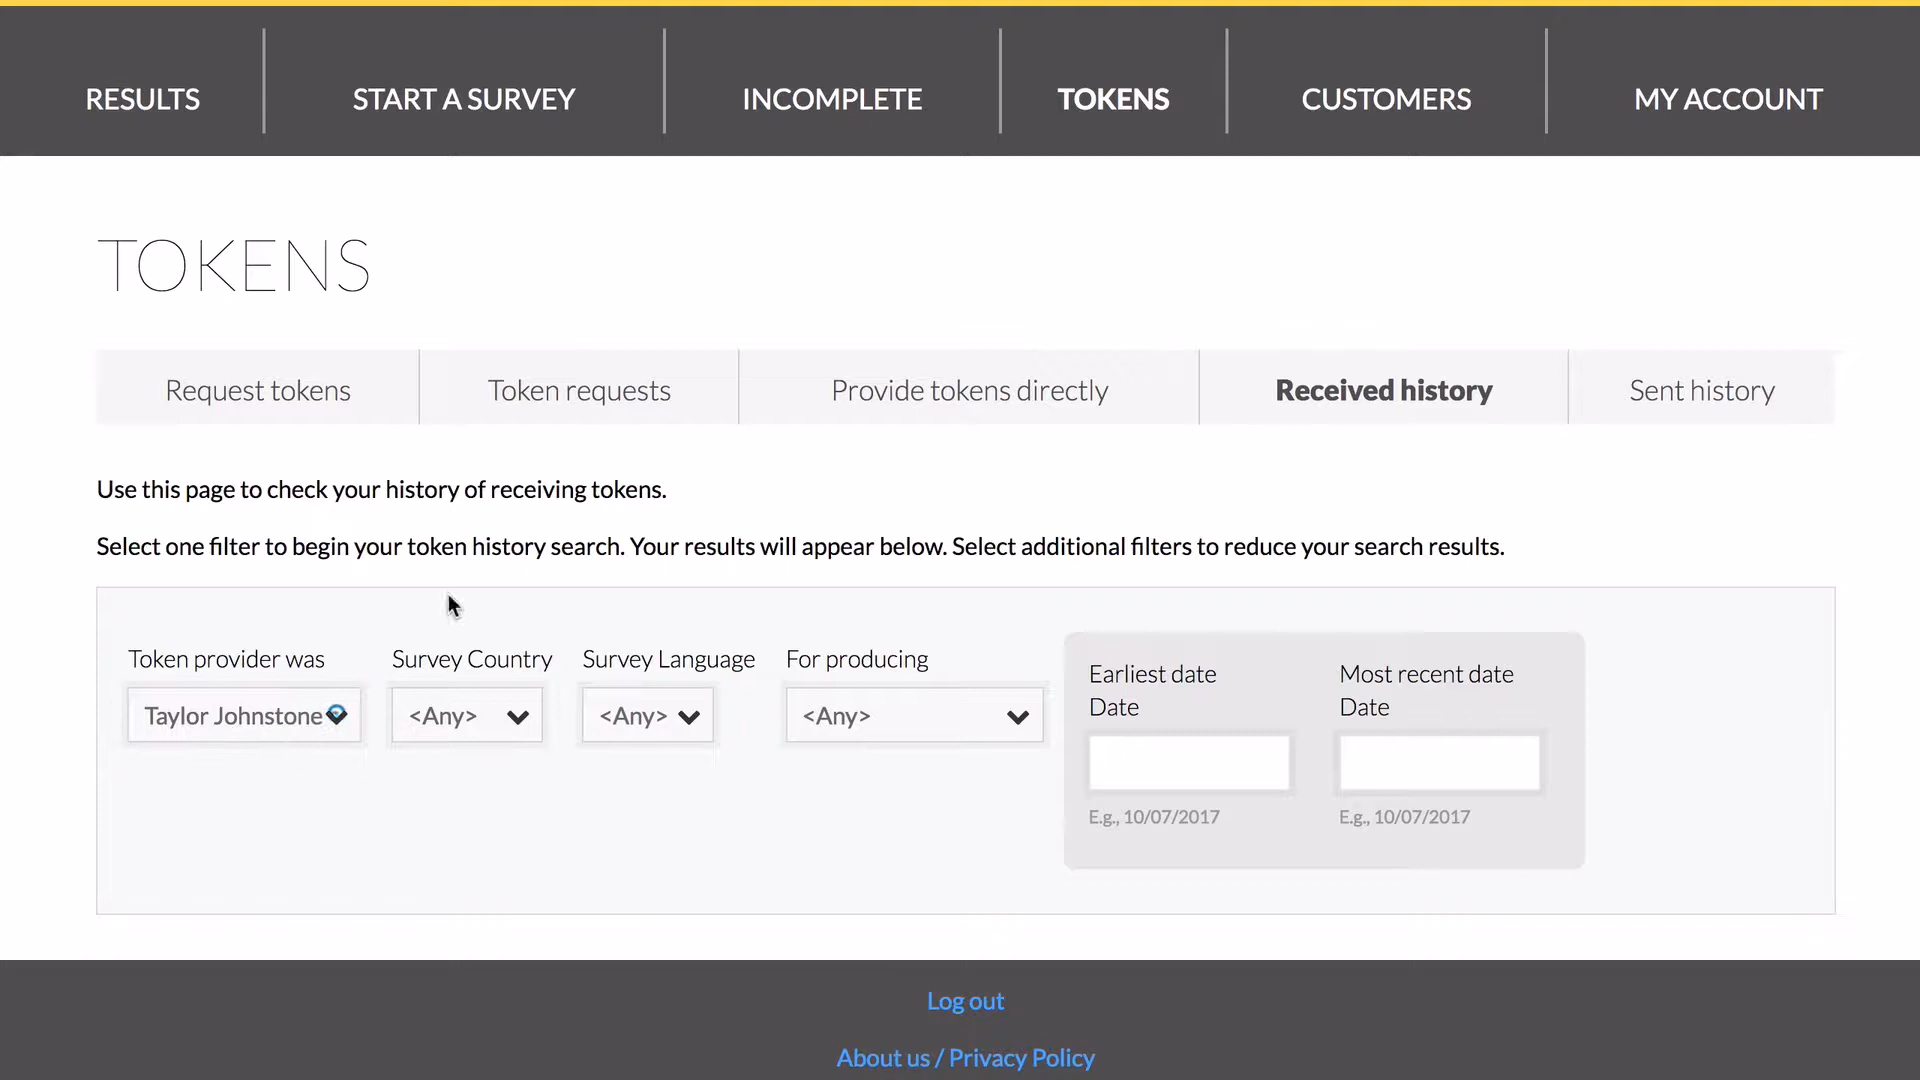 RESULTS
START A SURVEY
INCOMPLETE
TOKENS
CUSTOMERS
MY ACCOUNT
TOKENS
Request tokens
Token requests
Provide tokens directly
Received history
Sent history
Use this page to check your history of receiving tokens.
Select one filter to begin your token history search. Your results will appear below. Select additional filters to reduce your search results.
Token provider was
Survey Country
Survey Language
For producing
Earliest date
Date
Most recent date
Date
Taylor Johnstone
<Any>
<Any>
<Any>
E.g., 10/07/2017
E.g., 10/07/2017
Log out
About us / Privacy Policy